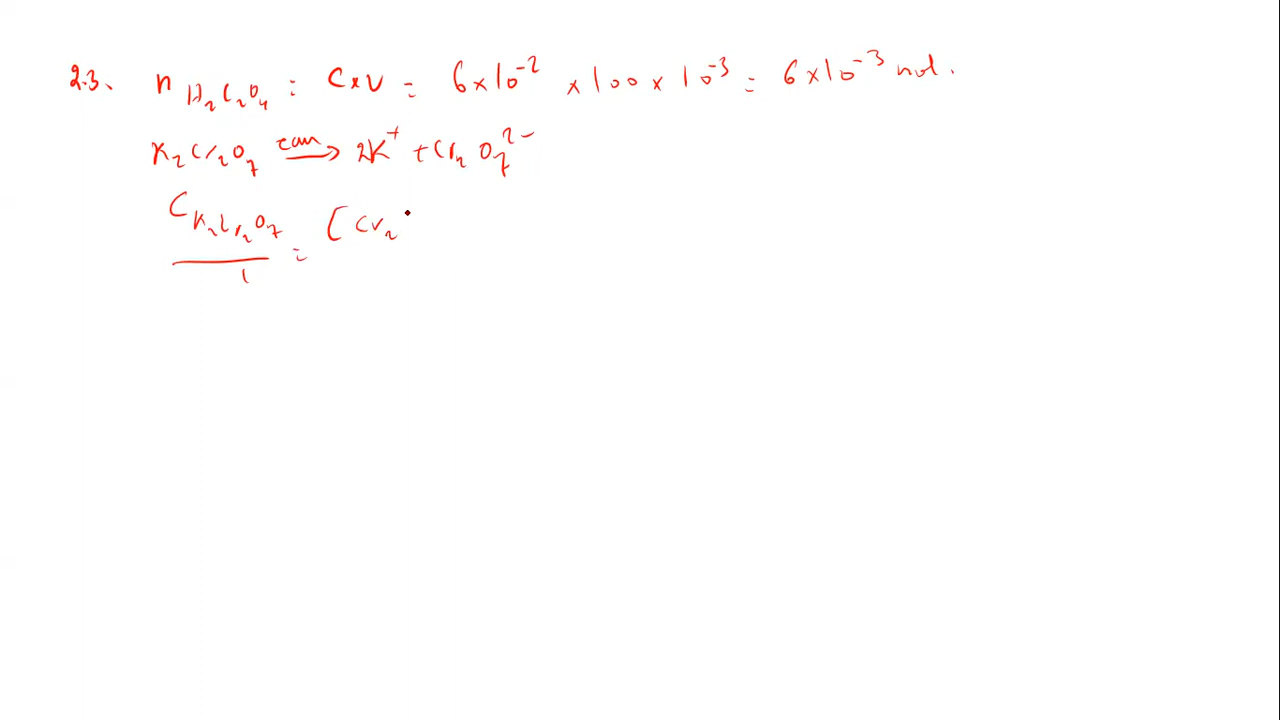 2.3. n H₂C₂O₄ = C×V = 6×10⁻² × 100 × 10⁻³ = 6×10⁻³ mol.
K₂Cr₂O₇ eau → 2K⁺ + Cr₂O₇²⁻
C K₂Cr₂O₇ / 1 = [Cr₂